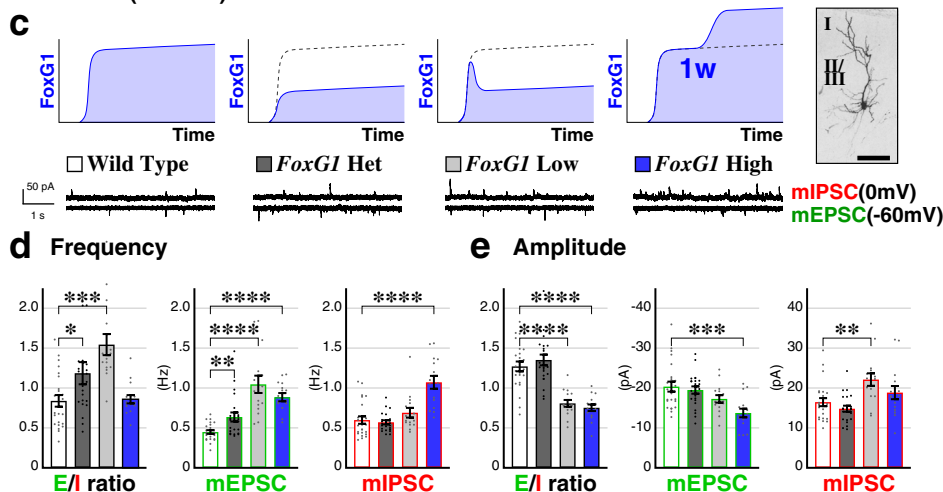 c
FoxG1
Time
FoxG1
Time
FoxG1
Time
FoxG1
1w
Time
I
II/
III
Wild Type
FoxG1 Het
FoxG1 Low
FoxG1 High
50 pA
1 s
mIPSC(0mV)
mEPSC(-60mV)
d Frequency
e Amplitude
2.0
1.5
1.0
0.5
0
***
*
E/I ratio
(Hz)
2.0
1.5
1.0
0.5
0
****
****
**
mEPSC
(Hz)
2.0
1.5
1.0
0.5
0
****
mIPSC
2.0
1.5
1.0
0.5
0
****
****
E/I ratio
(pA)
-40
-30
-20
-10
0
***
mEPSC
(pA)
40
30
20
10
0
**
mIPSC